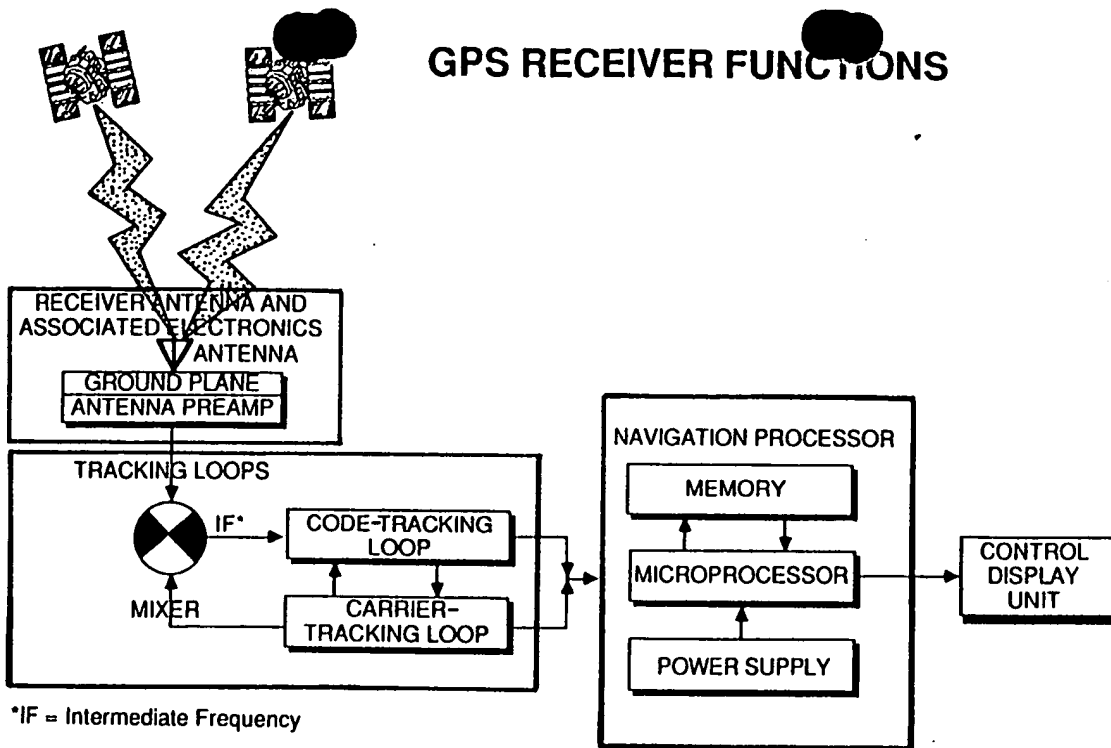 GPS RECEIVER FUNCTIONS
RECEIVER ANTENNA AND
ASSOCIATED ELECTRONICS
ANTENNA
GROUND PLANE
ANTENNA PREAMP
TRACKING LOOPS
IF*
CODE-TRACKING
LOOP
MIXER
CARRIER-
TRACKING LOOP
NAVIGATION PROCESSOR
MEMORY
MICROPROCESSOR
POWER SUPPLY
CONTROL
DISPLAY
UNIT
*IF = Intermediate Frequency